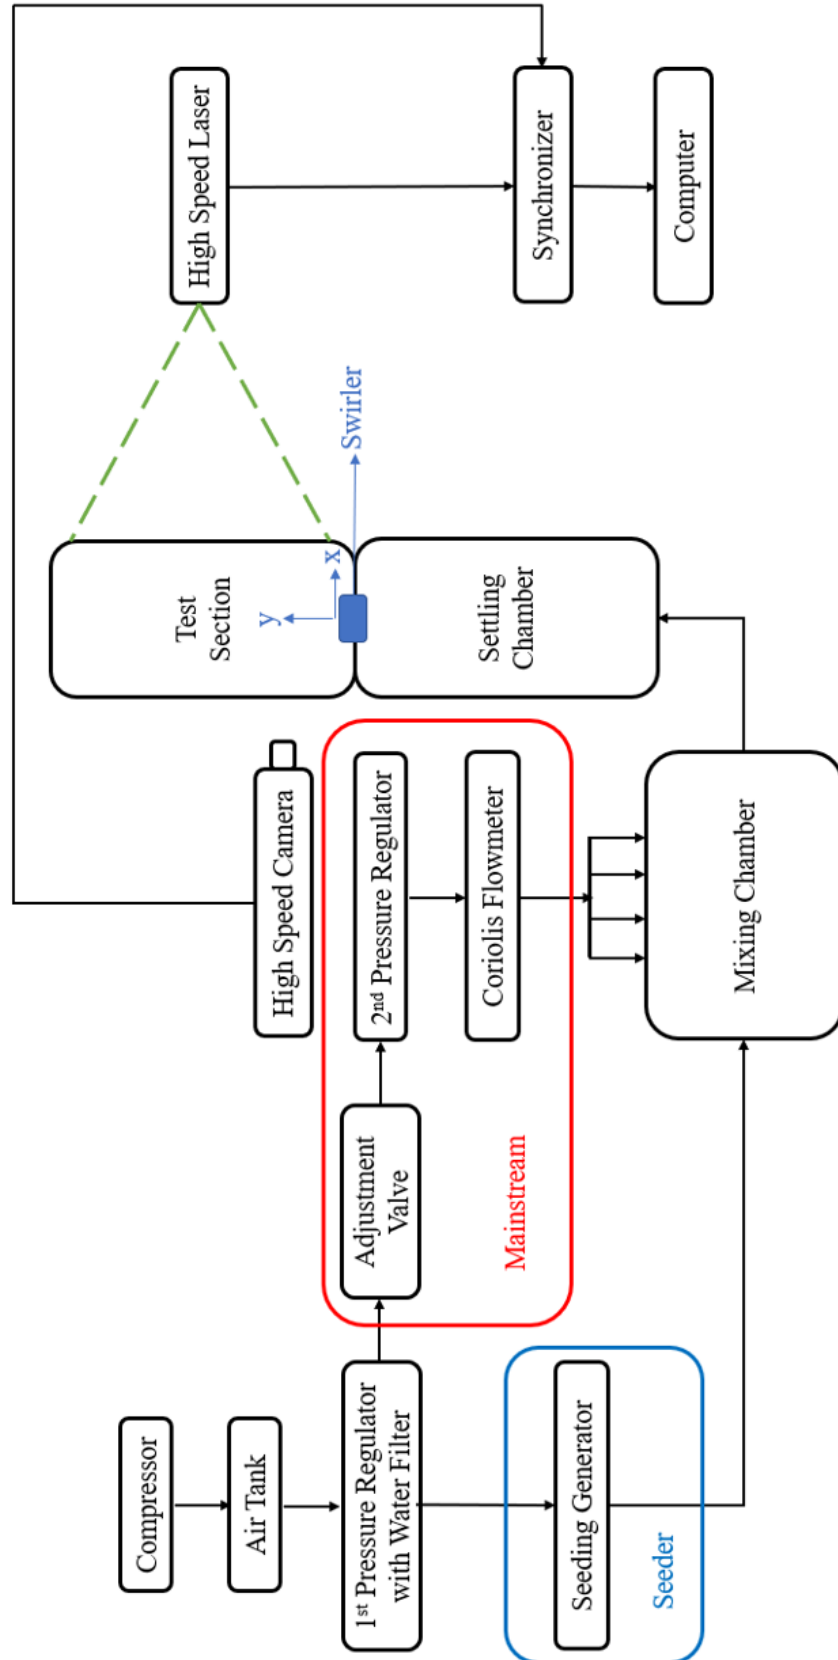 Compressor
Air Tank
1st Pressure Regulator
with Water Filter
Seeding Generator
Seeder
Adjustment
Valve
2nd Pressure Regulator
Coriolis Flowmeter
Mainstream
High Speed Camera
Mixing Chamber
Test
Section
y
x
Settling
Chamber
Swirler
High Speed Laser
Synchronizer
Computer